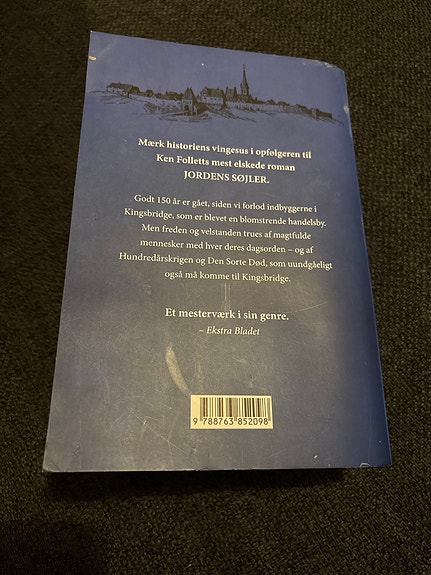 Mærk historiens vingesus i opfølgeren til
Ken Folletts mest elskede roman
JORDENS SØJLER.
Godt 150 år er gået, siden vi forlod indbyggerne i
Kingsbridge, som er blevet en blomstrende handelsby.
Men freden og velstanden trues af magtfulde
mennesker med hver deres dagsorden – og af
Hundredårskrigen og Den Sorte Død, som uundgåeligt
også må komme til Kingsbridge.
Et mesterværk i sin genre.
– Ekstra Bladet
9 788763 852098